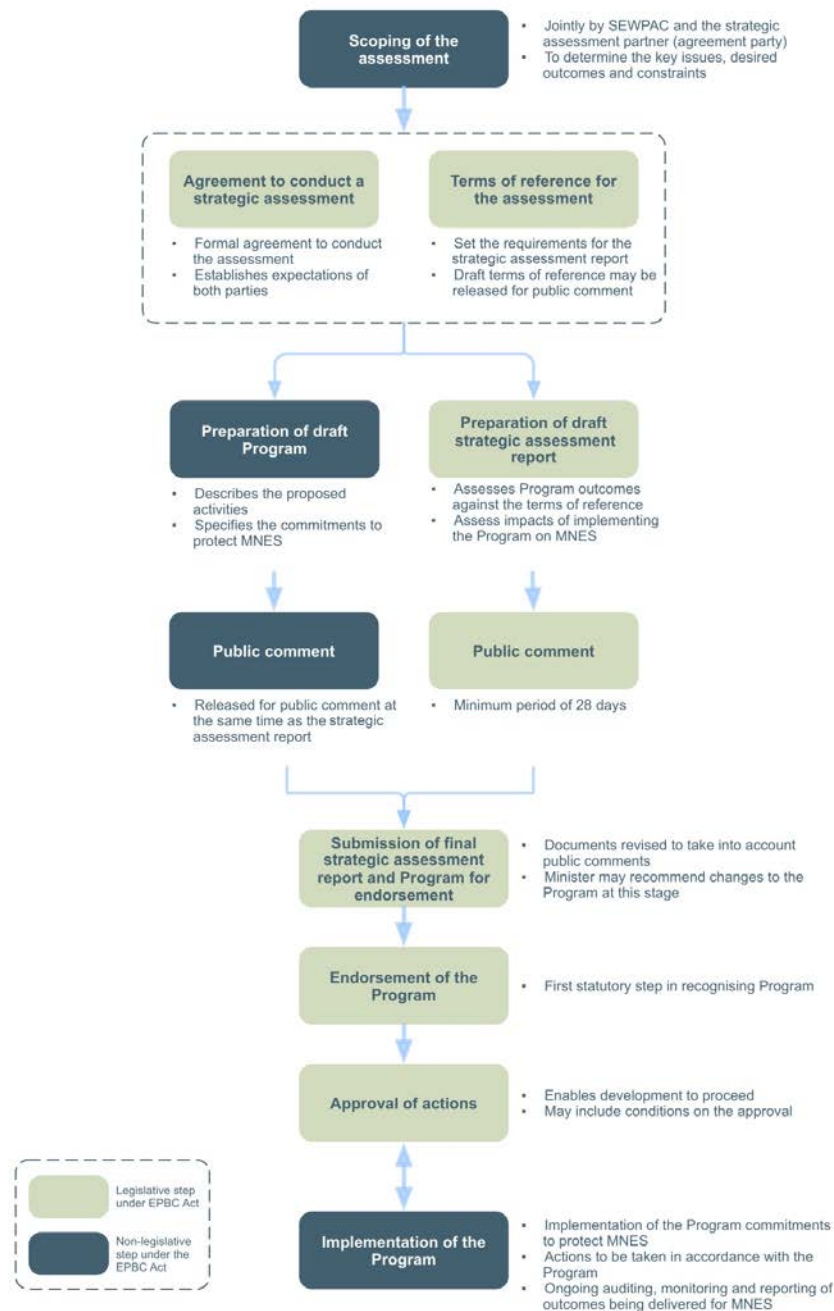 Scoping of the
assessment
▪ Jointly by SEWPAC and the strategic
assessment partner (agreement party)
▪ To determine the key issues, desired
outcomes and constraints
Agreement to conduct a
strategic assessment
▪ Formal agreement to conduct
the assessment
▪ Establishes expectations of
both parties
Terms of reference for
the assessment
▪ Set the requirements for the
strategic assessment report
▪ Draft terms of reference may be
released for public comment
Preparation of draft
Program
▪ Describes the proposed
activities
▪ Specifies the commitments to
protect MNES
Preparation of draft
strategic assessment
report
▪ Assesses Program outcomes
against the terms of reference
▪ Assess impacts of implementing
the Program on MNES
Public comment
▪ Released for public comment at
the same time as the strategic
assessment report
Public comment
▪ Minimum period of 28 days
Submission of final
strategic assessment
report and Program for
endorsement
▪ Documents revised to take into account
public comments
▪ Minister may recommend changes to the
Program at this stage
Endorsement of the
Program
▪ First statutory step in recognising Program
Approval of actions
▪ Enables development to proceed
▪ May include conditions on the approval
Implementation of the
Program
▪ Implementation of the Program commitments
to protect MNES
▪ Actions to be taken in accordance with the
Program
▪ Ongoing auditing, monitoring and reporting of
outcomes being delivered for MNES
Legislative step
under EPBC Act
Non-legislative
step under the
EPBC Act